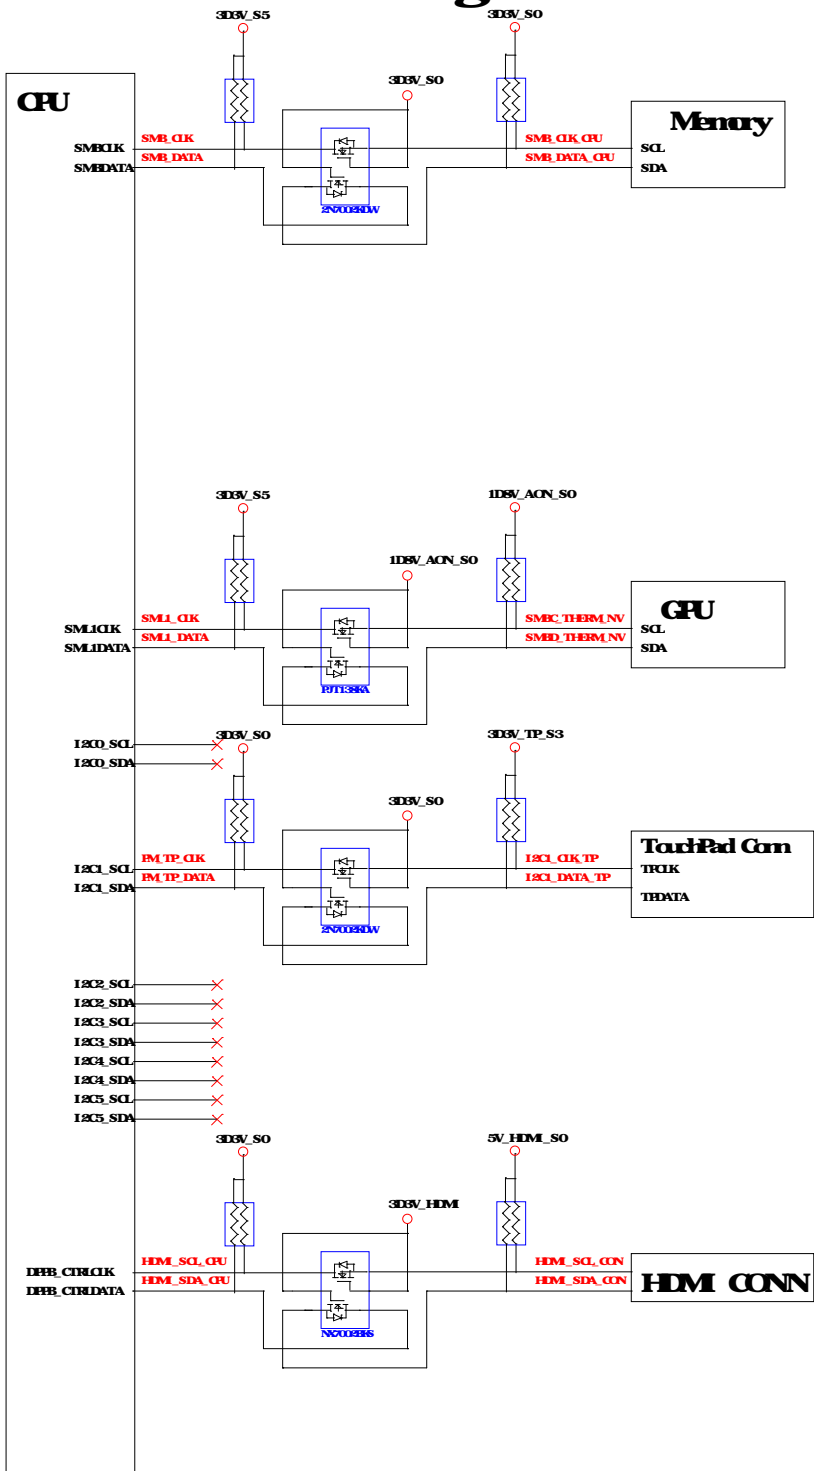 g
3D3V_S5
3D3V_S0
3D3V_S0
CPU
Memory
SMBCLK
SMB_CLK
SMB_CLK_CPU
SCL
SMBDATA
SMB_DATA
SMB_DATA_CPU
SDA
2N7002KDW
3D3V_S5
1D8V_AON_S0
1D8V_AON_S0
GPU
SML1CLK
SML1_CLK
SMBC_THERM_NV
SCL
SML1DATA
SML1_DATA
SMBD_THERM_NV
SDA
PJT138KA
I2C0_SCL
I2C0_SDA
3D3V_S0
3D3V_TP_S3
3D3V_S0
TouchPad Conn
I2C1_SCL
PM_TP_CLK
I2C1_CLK_TP
TPCLK
I2C1_SDA
PM_TP_DATA
I2C1_DATA_TP
TPDATA
2N7002KDW
I2C2_SCL
I2C2_SDA
I2C3_SCL
I2C3_SDA
I2C4_SCL
I2C4_SDA
I2C5_SCL
I2C5_SDA
3D3V_S0
5V_HDMI_S0
3D3V_HDMI
DPPB_CTRLCLK
HDMI_SCL_CPU
HDMI_SCL_CON
DPPB_CTRLDATA
HDMI_SDA_CPU
HDMI_SDA_CON
HDMI CONN
NX7002BKS